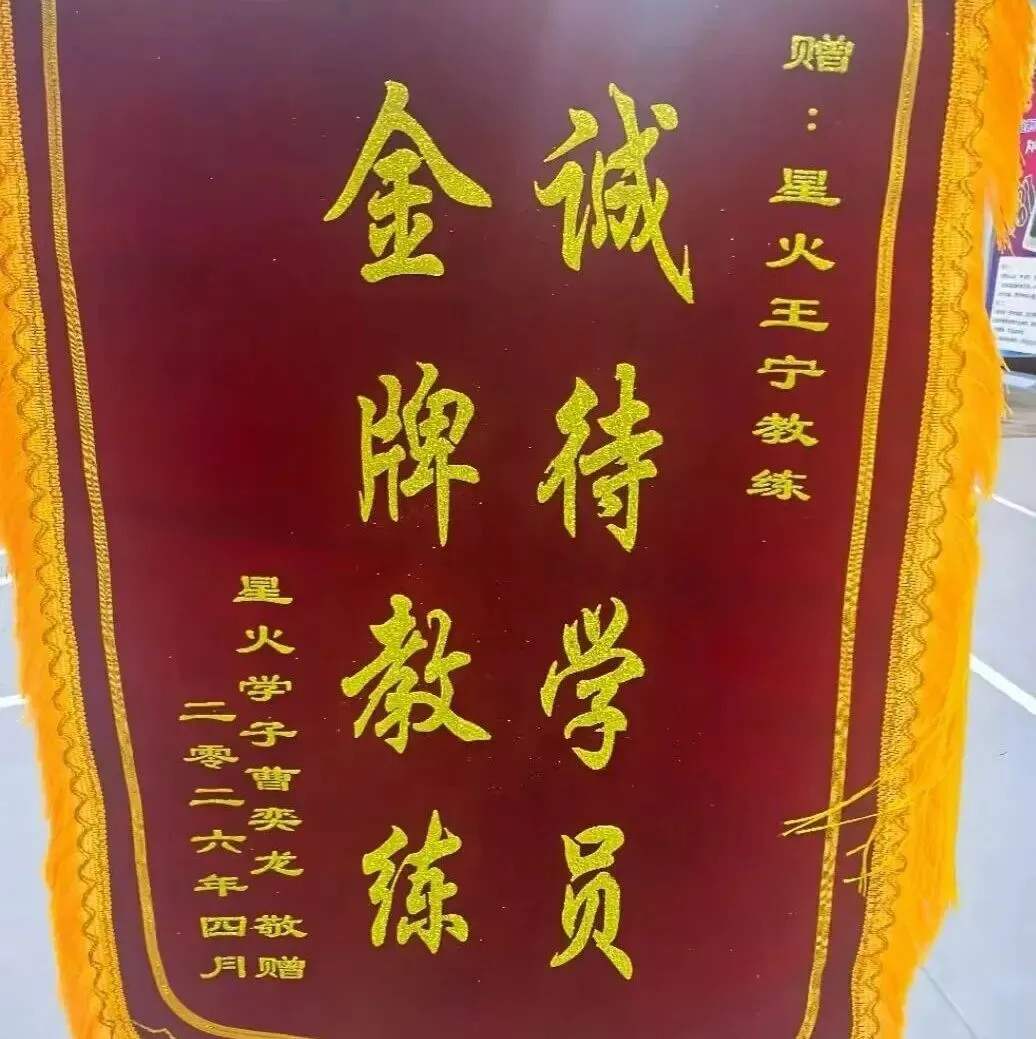 赠：星火王宁教练
诚待学员
金牌教练
星火学子曹奕龙 敬赠
二零二六年四月